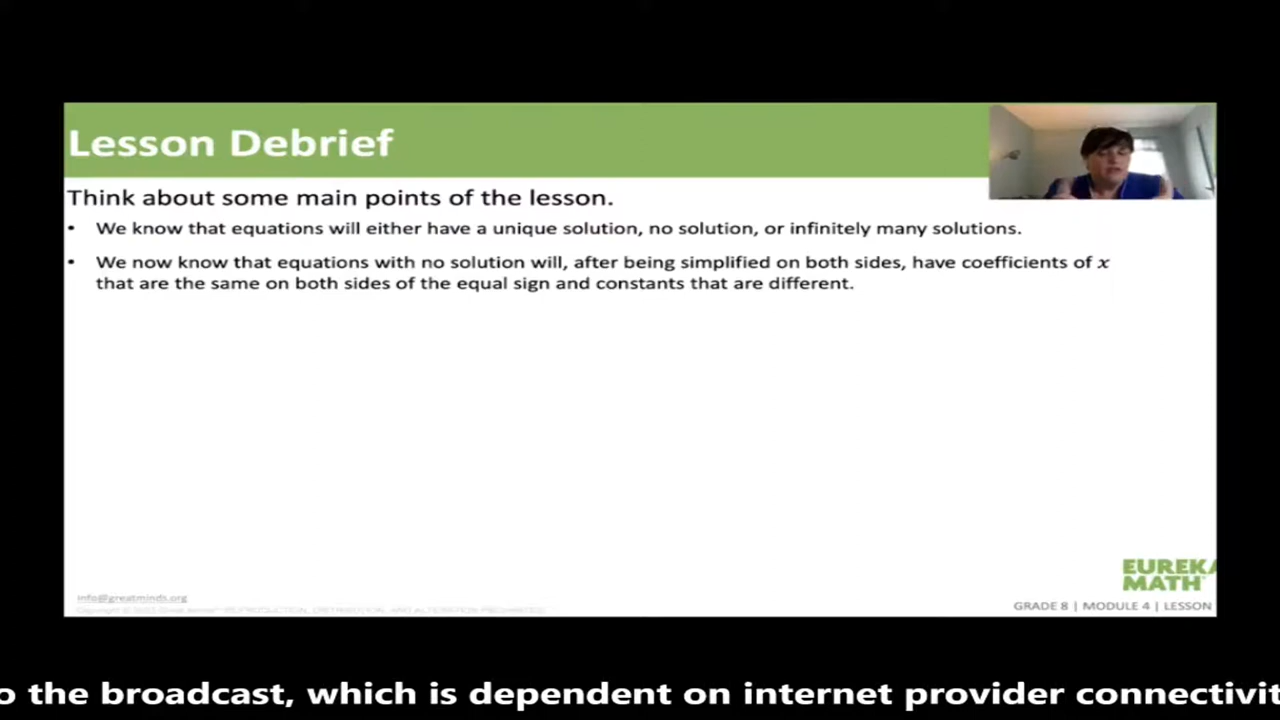 Lesson Debrief
Think about some main points of the lesson.
• We know that equations will either have a unique solution, no solution, or infinitely many solutions.
• We now know that equations with no solution will, after being simplified on both sides, have coefficients of x
that are the same on both sides of the equal sign and constants that are different.
EUREKA
MATH
info@greatminds.org
GRADE 8 | MODULE 4 | LESSON
o the broadcast, which is dependent on internet provider connectivit